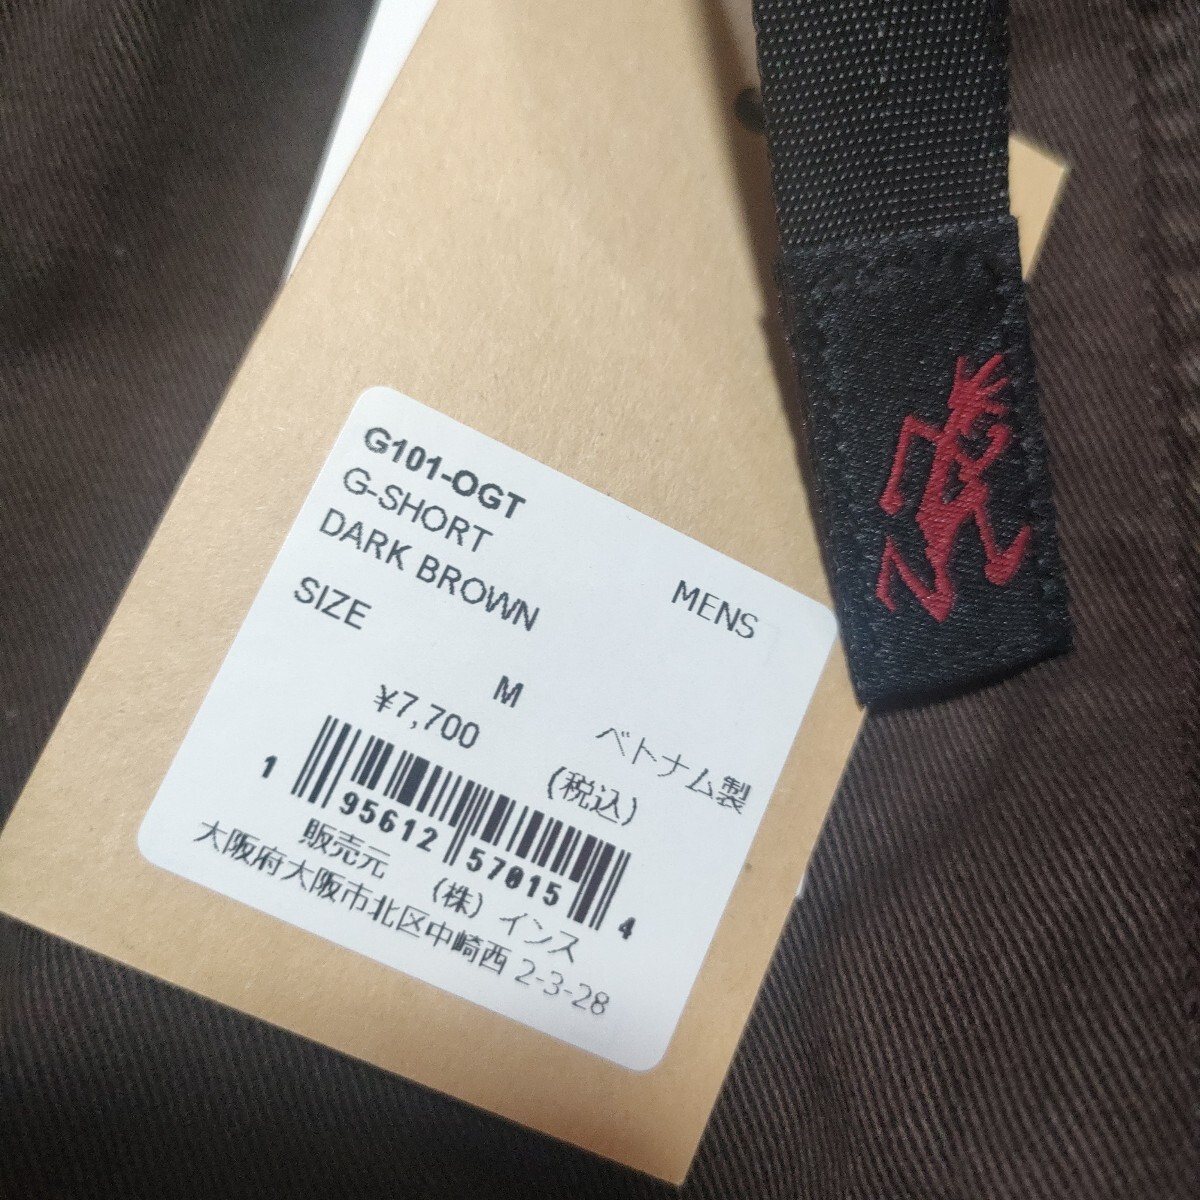 G101-OGT
G-SHORT
DARK BROWN
MENS
SIZE
M
¥7,700
ベトナム製
(税込)
1 95612 57015 4
販売元 (株) インス
大阪府大阪市北区中崎西 2-3-28